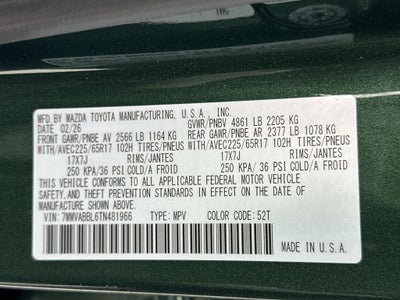 MFD. BY MAZDA TOYOTA MANUFACTURING, U.S.A., INC.
DATE: 02/26 GVWR/PNBV 4861 LB 2205 KG
FRONT GAWR/PNBE AV 2566 LB 1164 KG REAR GAWR/PNBE AR 2377 LB 1078 KG
WITH/AVEC225/65R17 102H TIRES/PNEUS WITH/AVEC225/65R17 102H TIRES/PNEUS
17X7J RIMS/JANTES 17X7J RIMS/JANTES
250 KPA/36 PSI COLD/A FROID 250 KPA/36 PSI COLD/A FROID
THIS VEHICLE CONFORMS TO ALL APPLICABLE FEDERAL MOTOR VEHICLE
SAFETY,AND THEFT PREVENTION STANDARDS IN EFFECT ON THE DATE OF
MANUFACTURE SHOWN ABOVE.
VIN: 7MMVABBL6TN481966 TYPE: MPV COLOR CODE: 52T
MADE IN U.S.A.